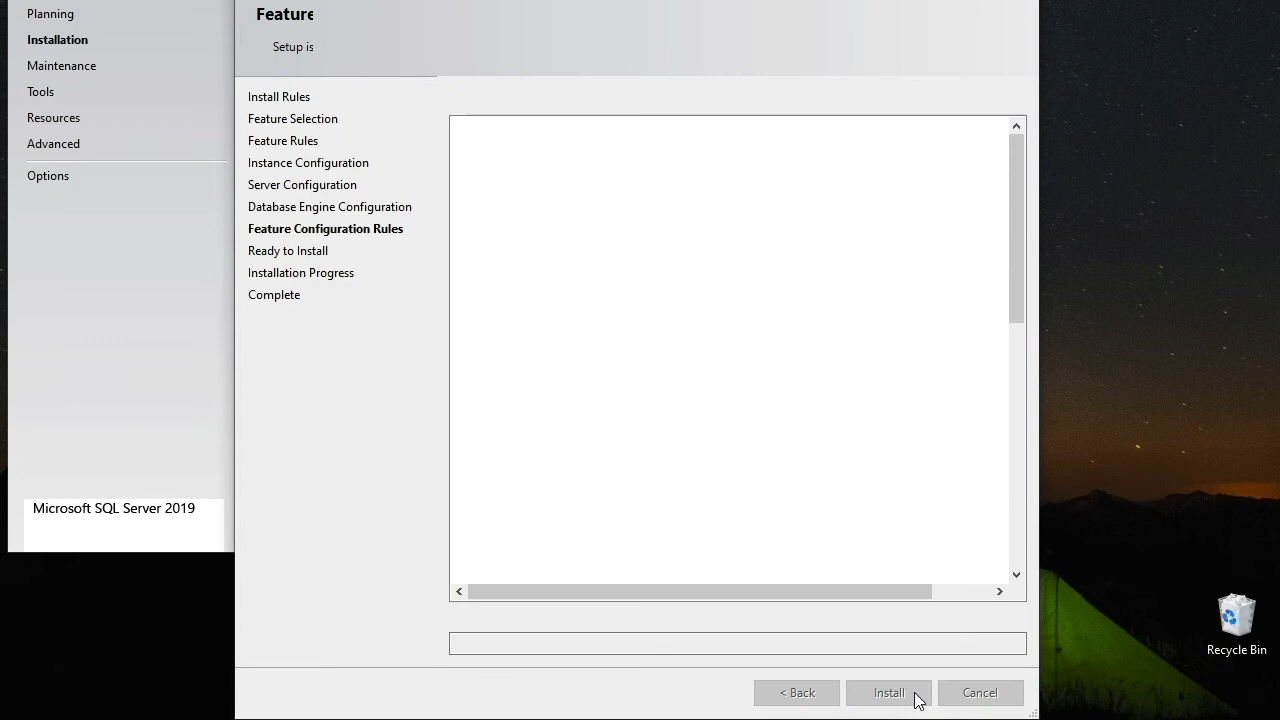 Planning
Installation
Maintenance
Tools
Resources
Advanced
Options
Microsoft SQL Server 2019
Feature
Setup is
Install Rules
Feature Selection
Feature Rules
Instance Configuration
Server Configuration
Database Engine Configuration
Feature Configuration Rules
Ready to Install
Installation Progress
Complete
< Back
Install
Cancel
Recycle Bin